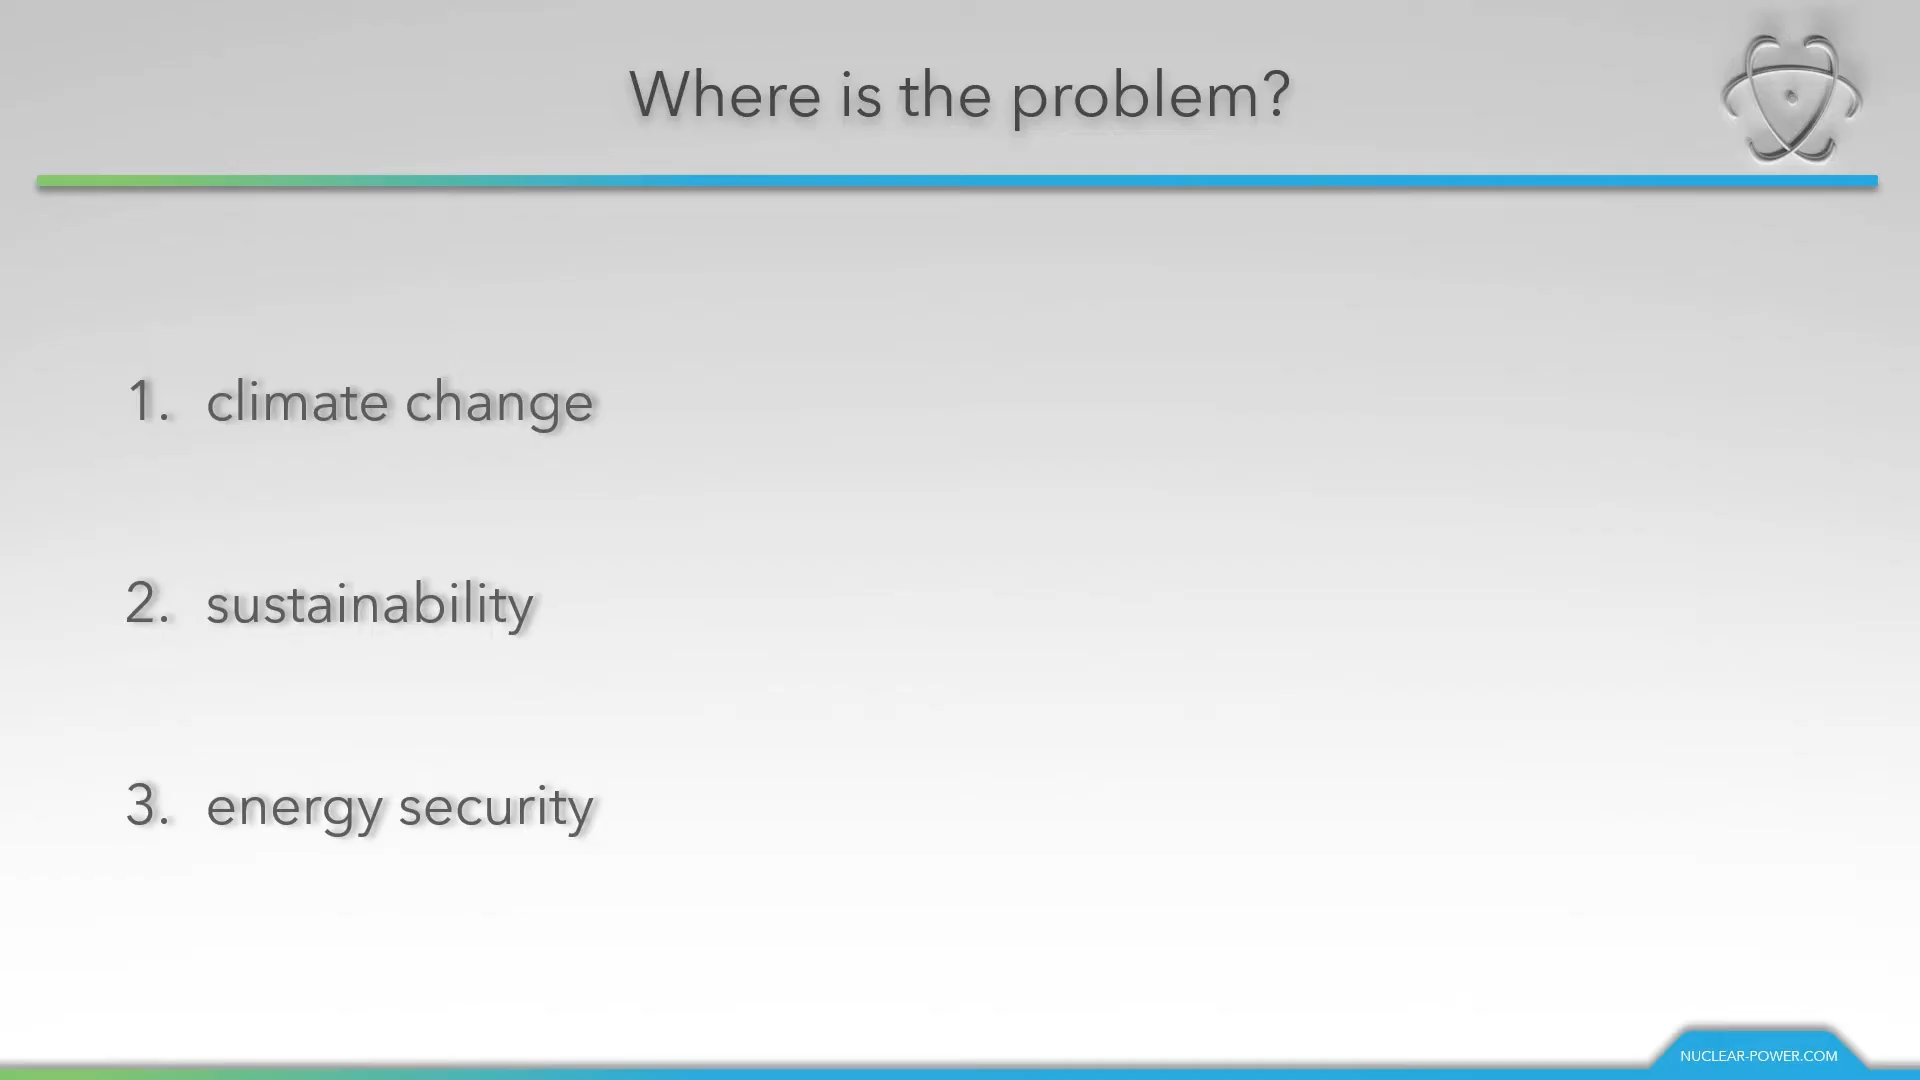 Where is the problem?
1. climate change
2. sustainability
3. energy security
NUCLEAR-POWER.COM